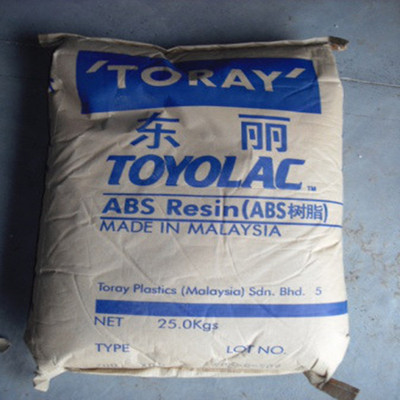 'TORAY'
东 丽
TOYOLAC™
ABS Resin(ABS树脂)
MADE IN MALAYSIA
Toray Plastics (Malaysia) Sdn. Bhd. 5
NET 25.0Kgs
TYPE LOT NO.